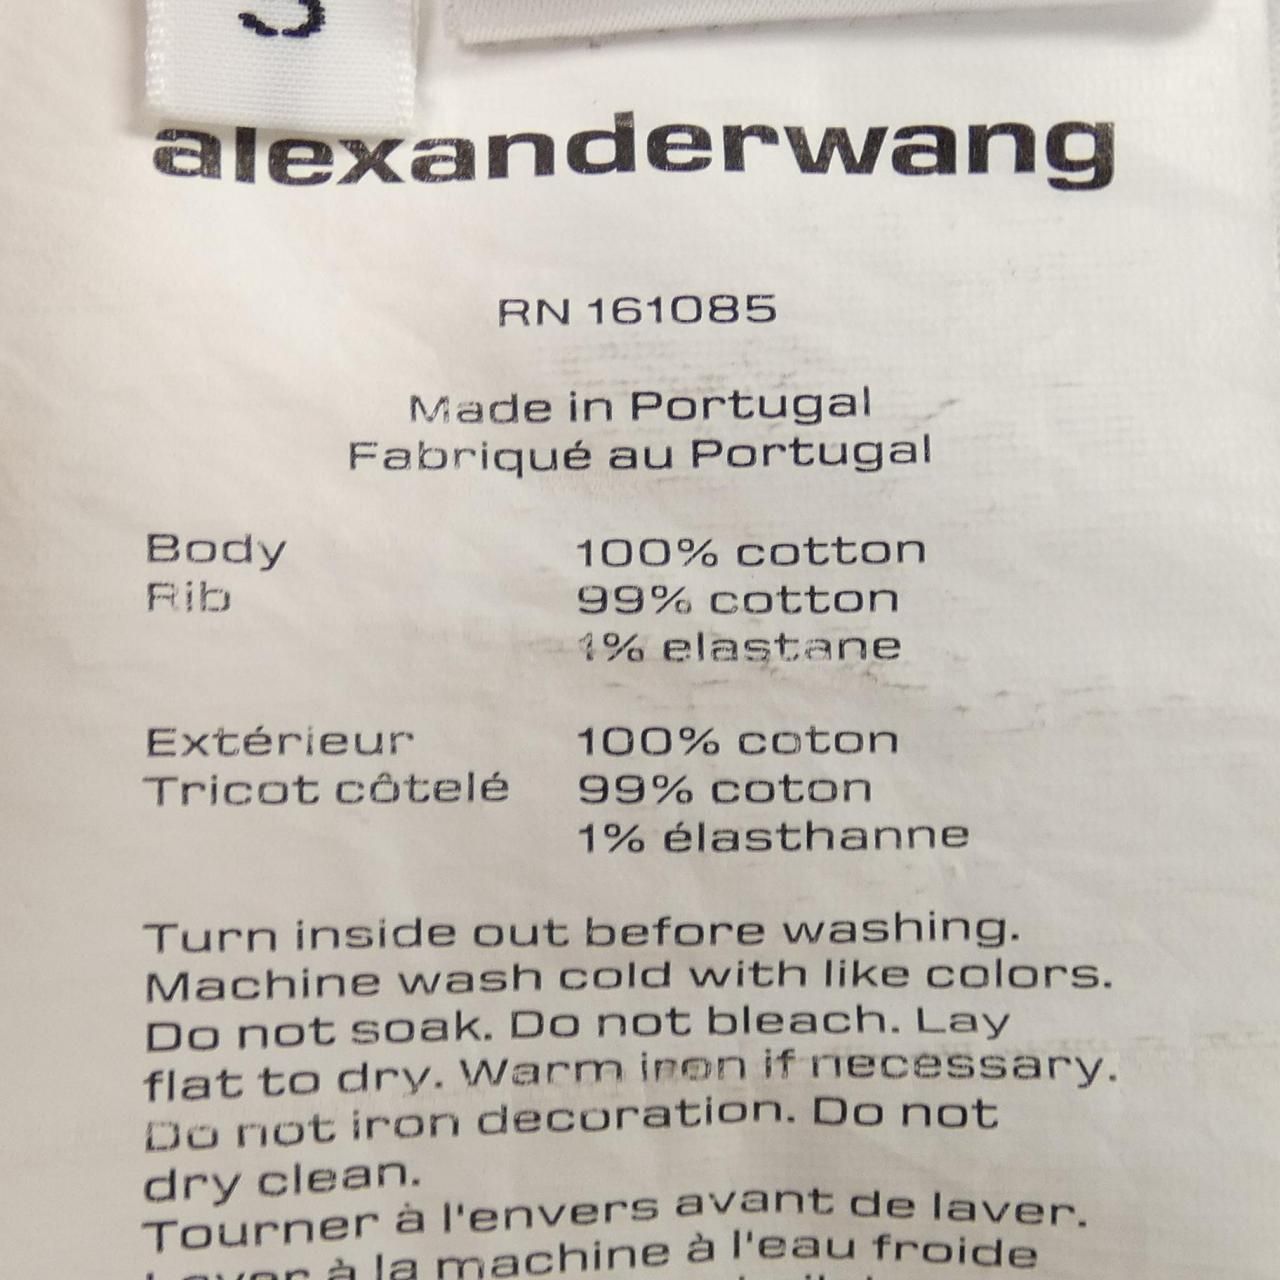 alexanderwang
RN 161085
Made in Portugal
Fabriqué au Portugal
Body 100% cotton
Rib 99% cotton
1% elastane
Extérieur 100% coton
Tricot côtelé 99% coton
1% élasthanne
Turn inside out before washing.
Machine wash cold with like colors.
Do not soak. Do not bleach. Lay
flat to dry. Warm iron if necessary.
Do not iron decoration. Do not
dry clean.
Tourner à l'envers avant de laver.
Laver à la machine à l'eau froide